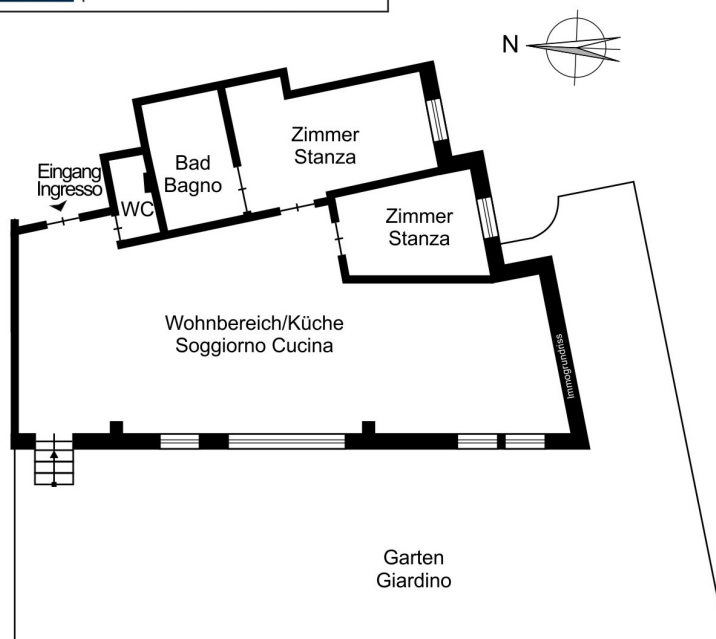 N
Zimmer
Stanza
Bad
Bagno
Eingang
Ingresso
WC
Zimmer
Stanza
Wohnbereich/Küche
Soggiorno Cucina
Immogrundriss
Garten
Giardino